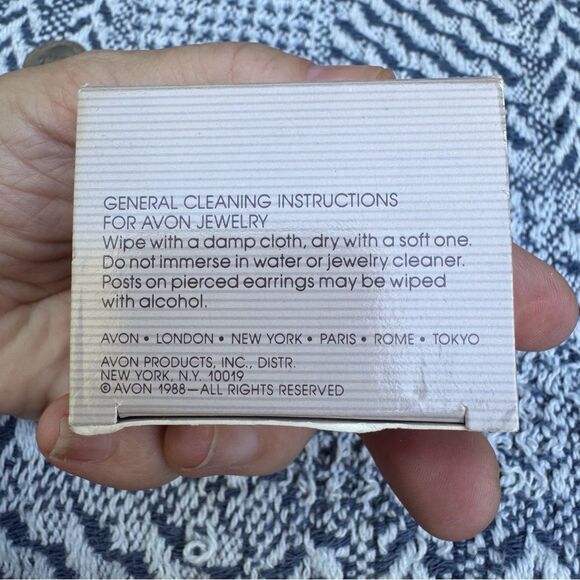 GENERAL CLEANING INSTRUCTIONS
FOR AVON JEWELRY
Wipe with a damp cloth, dry with a soft one.
Do not immerse in water or jewelry cleaner.
Posts on pierced earrings may be wiped
with alcohol.
AVON • LONDON • NEW YORK • PARIS • ROME • TOKYO
AVON PRODUCTS, INC., DISTR.
NEW YORK, N.Y. 10019
© AVON 1988—ALL RIGHTS RESERVED